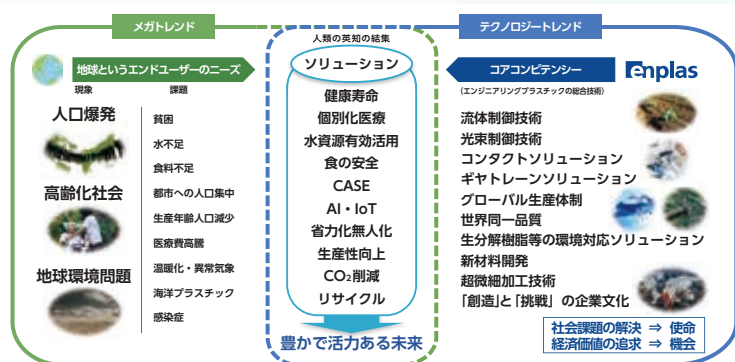 メガトレンド
テクノロジートレンド
人類の英知の結集
地球というエンドユーザーのニーズ
現象
課題
人口爆発
高齢化社会
地球環境問題
貧困
水不足
食料不足
都市への人口集中
生産年齢人口減少
医療費高騰
温暖化・異常気象
海洋プラスチック
感染症
ソリューション
健康寿命
個別化医療
水資源有効活用
食の安全
CASE
AI・IoT
省力化無人化
生産性向上
CO₂削減
リサイクル
豊かで活力ある未来
コアコンピテンシー
enplas
(エンジニアリングプラスチックの総合技術)
流体制御技術
光束制御技術
コンタクトソリューション
ギヤトレーンソリューション
グローバル生産体制
世界同一品質
生分解樹脂等の環境対応ソリューション
新材料開発
超微細加工技術
「創造」と「挑戦」の企業文化
社会課題の解決 ⇒ 使命
経済価値の追求 ⇒ 機会